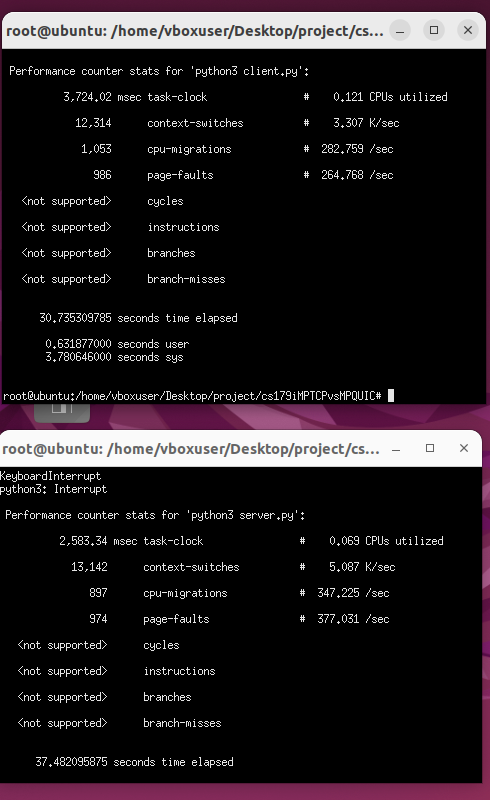 root@ubuntu: /home/vboxuser/Desktop/project/cs...
Performance counter stats for 'python3 client.py':
3,724.02 msec task-clock # 0.121 CPUs utilized
12,314 context-switches # 3.307 K/sec
1,053 cpu-migrations # 282.759 /sec
986 page-faults # 264.768 /sec
<not supported> cycles
<not supported> instructions
<not supported> branches
<not supported> branch-misses
30.735309785 seconds time elapsed
0.631877000 seconds user
3.780646000 seconds sys
root@ubuntu:/home/vboxuser/Desktop/project/cs179iMPTCPvsMPQUIC#
root@ubuntu: /home/vboxuser/Desktop/project/cs...
KeyboardInterrupt
python3: Interrupt
Performance counter stats for 'python3 server.py':
2,583.34 msec task-clock # 0.069 CPUs utilized
13,142 context-switches # 5.087 K/sec
897 cpu-migrations # 347.225 /sec
974 page-faults # 377.031 /sec
<not supported> cycles
<not supported> instructions
<not supported> branches
<not supported> branch-misses
37.482095875 seconds time elapsed